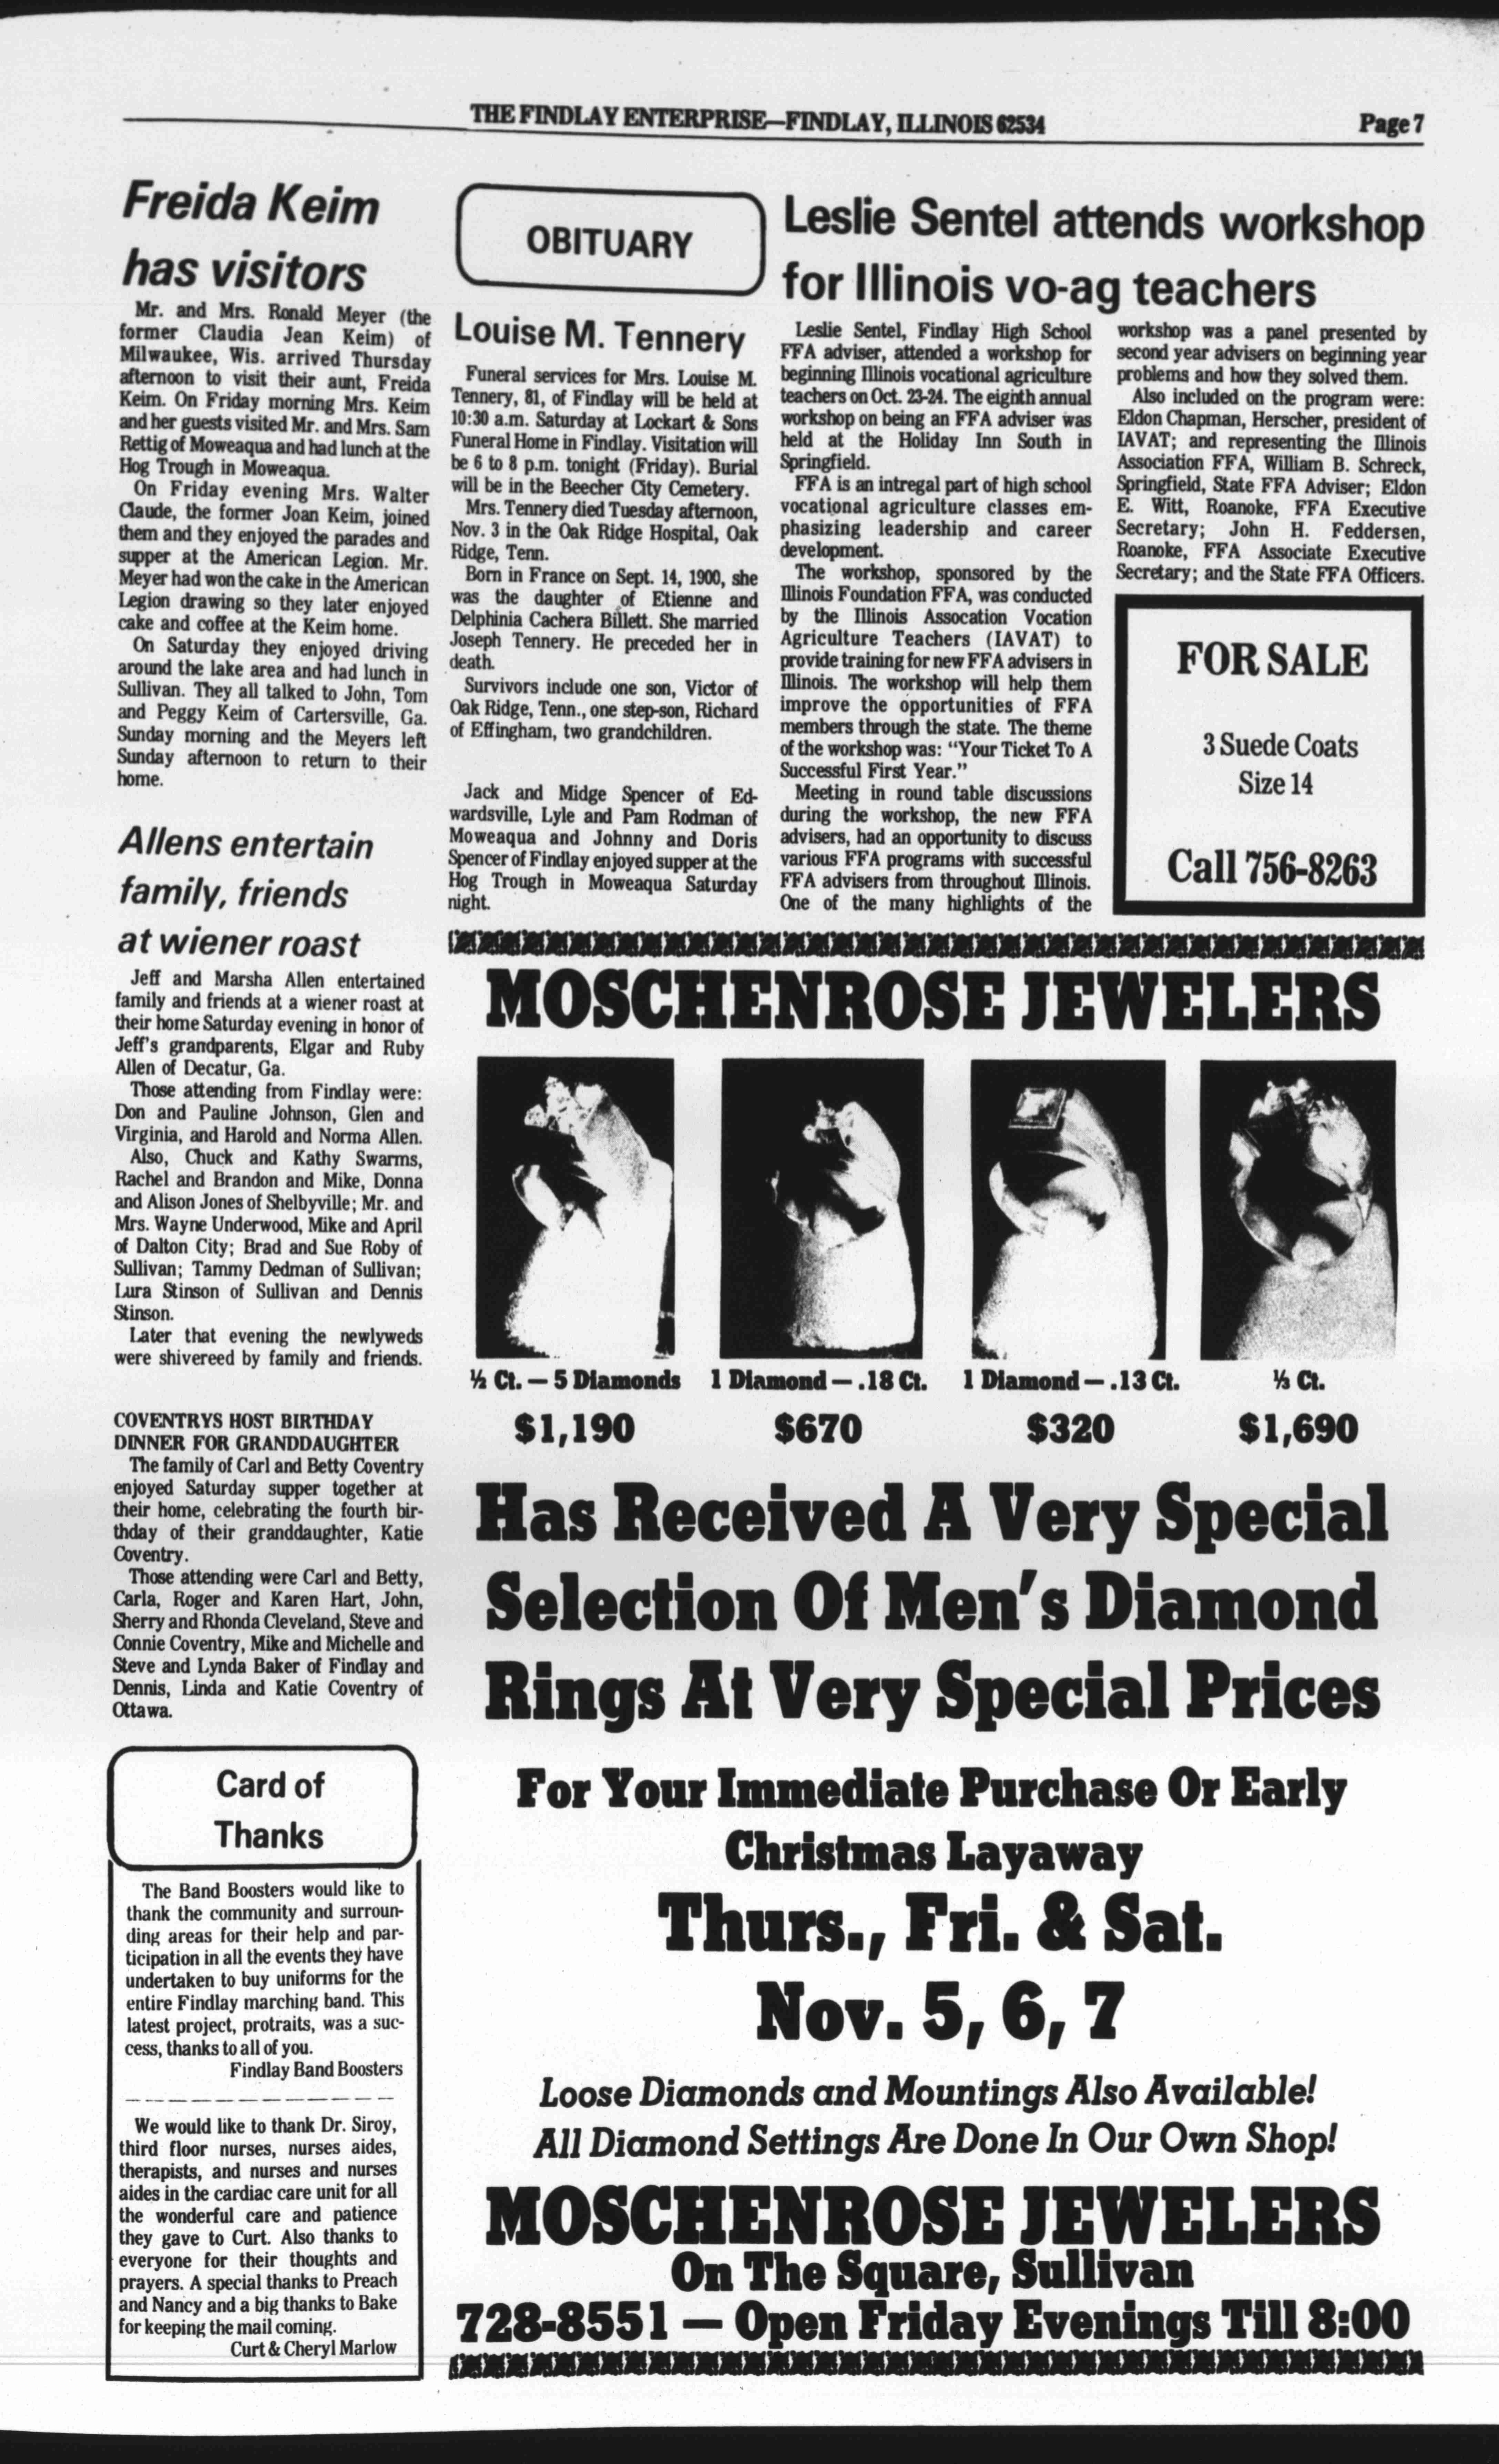 THE FINDLAY ENTERPRISE—FINDLAY, ILLINOIS 62534
Page 7
Freida Keim
has visitors
Mr. and Mrs. Ronald Meyer (the
former Claudia Jean Keim) of
Milwaukee, Wis. arrived Thursday
afternoon to visit their aunt, Freida
Keim. On Friday morning Mrs. Keim
and her guests visited Mr. and Mrs. Sam
Rettig of Moweaqua and had lunch at the
Hog Trough in Moweaqua.
On Friday evening Mrs. Walter
Claude, the former Joan Keim, joined
them and they enjoyed the parades and
supper at the American Legion. Mr.
Meyer had won the cake in the American
Legion drawing so they later enjoyed
cake and coffee at the Keim home.
On Saturday they enjoyed driving
around the lake area and had lunch in
Sullivan. They all talked to John, Tom
and Peggy Keim of Cartersville, Ga.
Sunday morning and the Meyers left
Sunday afternoon to return to their
home.
Allens entertain
family, friends
at wiener roast
Jeff and Marsha Allen entertained
family and friends at a wiener roast at
their home Saturday evening in honor of
Jeff's grandparents, Elgar and Ruby
Allen of Decatur, Ga.
Those attending from Findlay were:
Don and Pauline Johnson, Glen and
Virginia, and Harold and Norma Allen.
Also, Chuck and Kathy Swarms,
Rachel and Brandon and Mike, Donna
and Alison Jones of Shelbyville; Mr. and
Mrs. Wayne Underwood, Mike and April
of Dalton City; Brad and Sue Roby of
Sullivan; Tammy Dedman of Sullivan;
Lura Stinson of Sullivan and Dennis
Stinson.
Later that evening the newlyweds
were shivereed by family and friends.
COVENTRYS HOST BIRTHDAY
DINNER FOR GRANDDAUGHTER
The family of Carl and Betty Coventry
enjoyed Saturday supper together at
their home, celebrating the fourth bir-
thday of their granddaughter, Katie
Coventry.
Those attending were Carl and Betty,
Carla, Roger and Karen Hart, John,
Sherry and Rhonda Cleveland, Steve and
Connie Coventry, Mike and Michelle and
Steve and Lynda Baker of Findlay and
Dennis, Linda and Katie Coventry of
Ottawa.
Card of
Thanks
The Band Boosters would like to
thank the community and surroun-
ding areas for their help and par-
ticipation in all the events they have
undertaken to buy uniforms for the
entire Findlay marching band. This
latest project, protraits, was a suc-
cess, thanks to all of you.
Findlay Band Boosters
We would like to thank Dr. Siroy,
third floor nurses, nurses aides,
therapists, and nurses and nurses
aides in the cardiac care unit for all
the wonderful care and patience
they gave to Curt. Also thanks to
everyone for their thoughts and
prayers. A special thanks to Preach
and Nancy and a big thanks to Bake
for keeping the mail coming.
Curt & Cheryl Marlow
OBITUARY
Louise M. Tennery
Funeral services for Mrs. Louise M.
Tennery, 81, of Findlay will be held at
10:30 a.m. Saturday at Lockart & Sons
Funeral Home in Findlay. Visitation will
be 6 to 8 p.m. tonight (Friday). Burial
will be in the Beecher City Cemetery.
Mrs. Tennery died Tuesday afternoon,
Nov. 3 in the Oak Ridge Hospital, Oak
Ridge, Tenn.
Born in France on Sept. 14, 1900, she
was the daughter of Etienne and
Delphinia Cachera Billett. She married
Joseph Tennery. He preceded her in
death.
Survivors include one son, Victor of
Oak Ridge, Tenn., one step-son, Richard
of Effingham, two grandchildren.
Jack and Midge Spencer of Ed-
wardsville, Lyle and Pam Rodman of
Moweaqua and Johnny and Doris
Spencer of Findlay enjoyed supper at the
Hog Trough in Moweaqua Saturday
night.
Leslie Sentel attends workshop
for Illinois vo-ag teachers
Leslie Sentel, Findlay High School
FFA adviser, attended a workshop for
beginning Illinois vocational agriculture
teachers on Oct. 23-24. The eighth annual
workshop on being an FFA adviser was
held at the Holiday Inn South in
Springfield.
FFA is an intregal part of high school
vocational agriculture classes em-
phasizing leadership and career
development.
The workshop, sponsored by the
Illinois Foundation FFA, was conducted
by the Illinois Assocation Vocation
Agriculture Teachers (IAVAT) to
provide training for new FFA advisers in
Illinois. The workshop will help them
improve the opportunities of FFA
members through the state. The theme
of the workshop was: "Your Ticket To A
Successful First Year."
Meeting in round table discussions
during the workshop, the new FFA
advisers, had an opportunity to discuss
various FFA programs with successful
FFA advisers from throughout Illinois.
One of the many highlights of the
workshop was a panel presented by
second year advisers on beginning year
problems and how they solved them.
Also included on the program were:
Eldon Chapman, Herscher, president of
IAVAT; and representing the Illinois
Association FFA, William B. Schreck,
Springfield, State FFA Adviser; Eldon
E. Witt, Roanoke, FFA Executive
Secretary; John H. Feddersen,
Roanoke, FFA Associate Executive
Secretary; and the State FFA Officers.
FOR SALE
3 Suede Coats
Size 14
Call 756-8263
MOSCHENROSE JEWELERS
½ Ct. — 5 Diamonds
$1,190
1 Diamond — .18 Ct.
$670
1 Diamond — .13 Ct.
$320
⅓ Ct.
$1,690
Has Received A Very Special
Selection Of Men's Diamond
Rings At Very Special Prices
For Your Immediate Purchase Or Early
Christmas Layaway
Thurs., Fri. & Sat.
Nov. 5, 6, 7
Loose Diamonds and Mountings Also Available!
All Diamond Settings Are Done In Our Own Shop!
MOSCHENROSE JEWELERS
On The Square, Sullivan
728-8551 — Open Friday Evenings Till 8:00